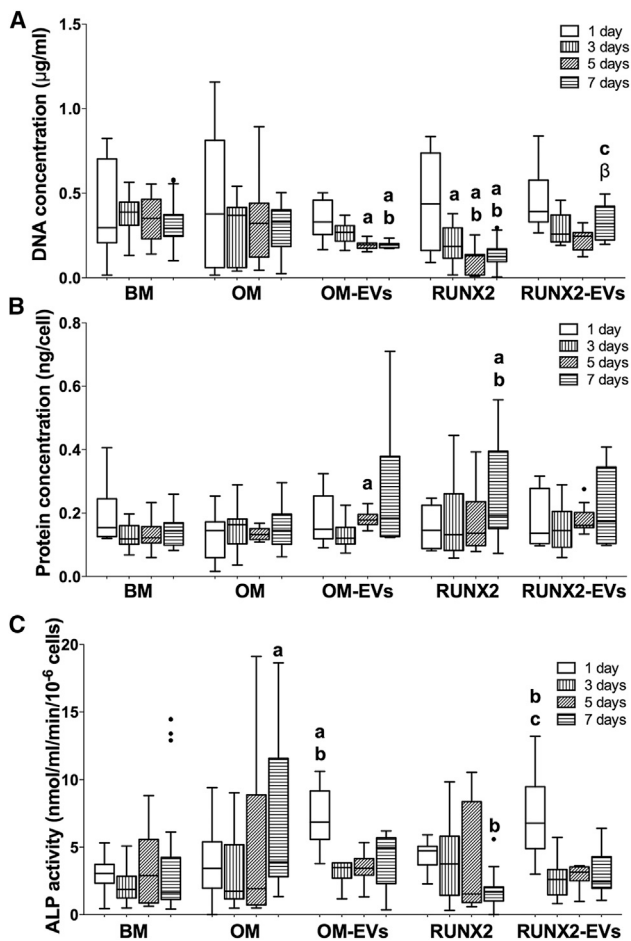 A
DNA concentration (µg/ml)
1.5
1.0
0.5
0.0
1 day
3 days
5 days
7 days
a
a
b
a
a
b
a
b
c
β
BM OM OM-EVs RUNX2 RUNX2-EVs
B
Protein concentration (ng/cell)
0.8
0.6
0.4
0.2
0.0
1 day
3 days
5 days
7 days
a
a
b
BM OM OM-EVs RUNX2 RUNX2-EVs
C
ALP activity (nmol/ml/min/10⁻⁶ cells)
20
15
10
5
0
1 day
3 days
5 days
7 days
a
a
b
b
b
c
BM OM OM-EVs RUNX2 RUNX2-EVs